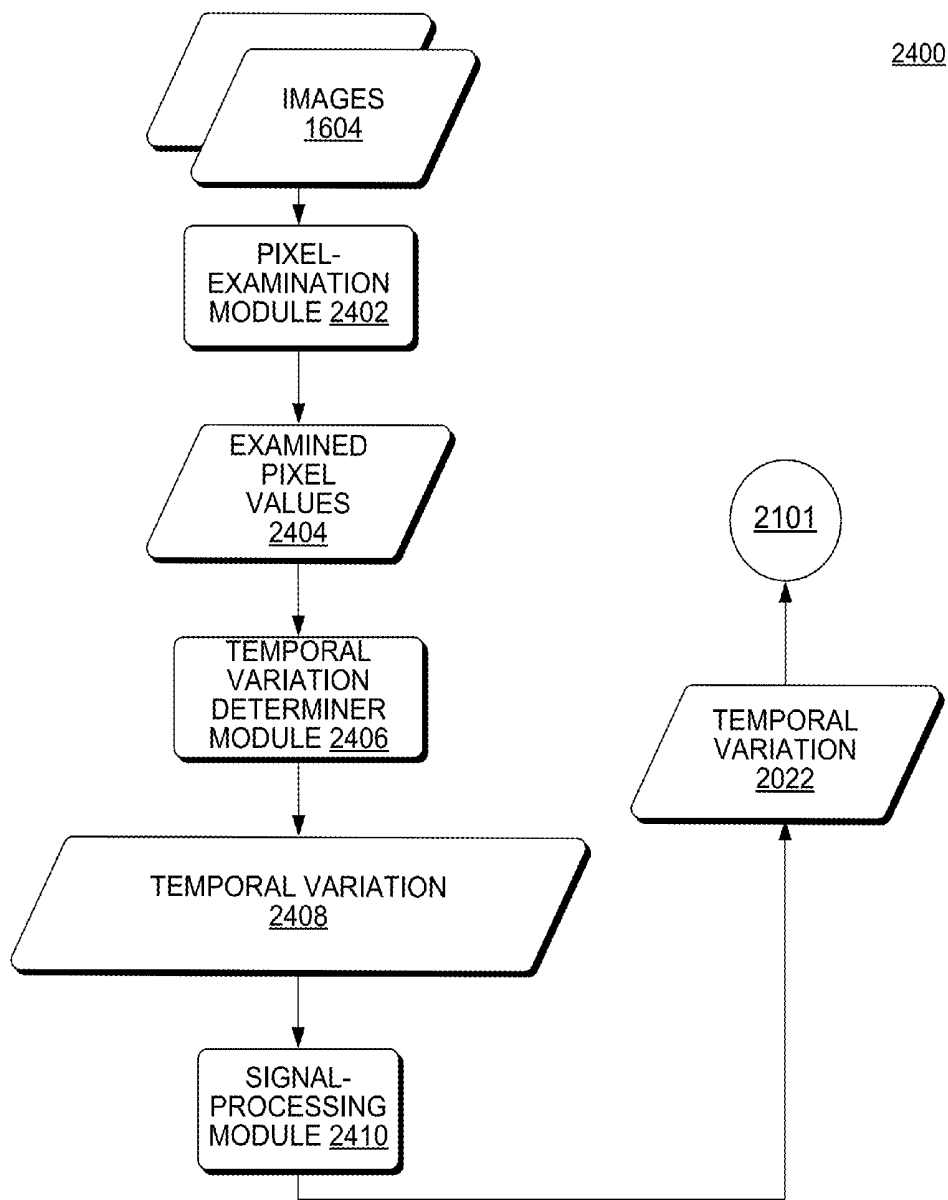 2400
IMAGES
1604
PIXEL-
EXAMINATION
MODULE 2402
EXAMINED
PIXEL
VALUES
2404
TEMPORAL
VARIATION
DETERMINER
MODULE 2406
TEMPORAL VARIATION
2408
SIGNAL-
PROCESSING
MODULE 2410
TEMPORAL
VARIATION
2022
2101